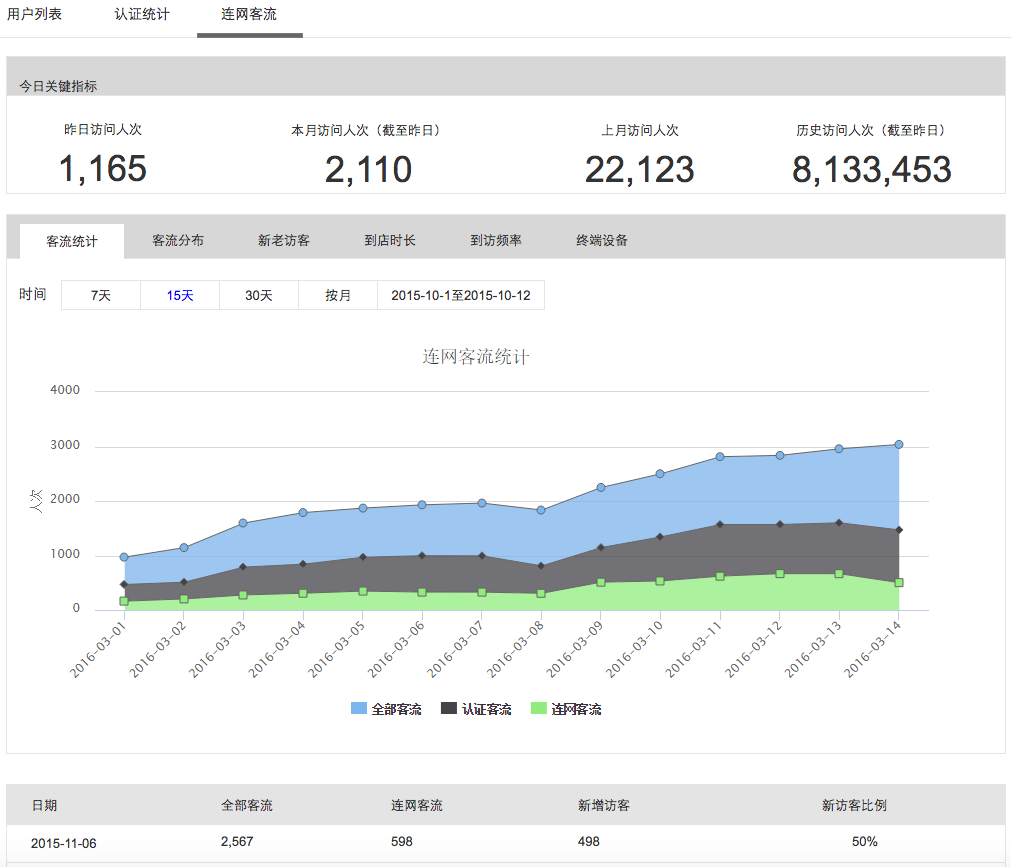 用户列表 认证统计 连网客流
今日关键指标
昨日访问人次 本月访问人次（截至昨日） 上月访问人次 历史访问人次（截至昨日）
1,165 2,110 22,123 8,133,453
客流统计 客流分布 新老访客 到店时长 到访频率 终端设备
时间 7天 15天 30天 按月 2015-10-1至2015-10-12
连网客流统计
4000
3000
人次
2000
1000
0
2016-03-01 2016-03-02 2016-03-03 2016-03-04 2016-03-05 2016-03-06 2016-03-07 2016-03-08 2016-03-09 2016-03-10 2016-03-11 2016-03-12 2016-03-13 2016-03-14
全部客流 认证客流 连网客流
日期 全部客流 连网客流 新增访客 新访客比例
2015-11-06 2,567 598 498 50%